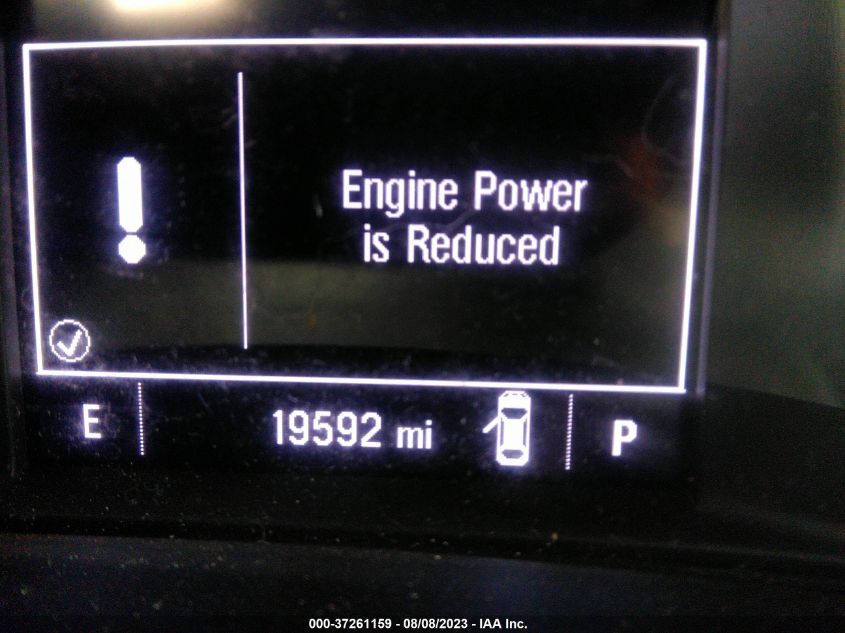 Engine Power
is Reduced
E
19592 mi
P
000-37261159 - 08/08/2023 - IAA Inc.